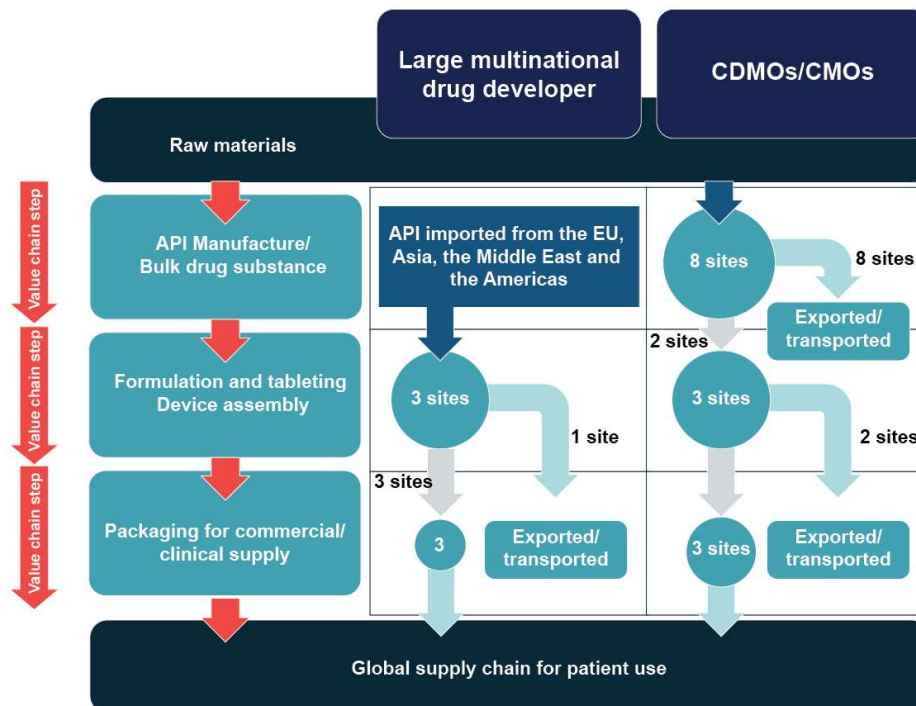 Large multinational
drug developer
CDMOs/CMOs
Raw materials
Value chain step
API Manufacture/
Bulk drug substance
API imported from the EU,
Asia, the Middle East and
the Americas
8 sites
8 sites
Exported/
transported
2 sites
Value chain step
Formulation and tableting
Device assembly
3 sites
1 site
3 sites
2 sites
3 sites
Value chain step
Packaging for commercial/
clinical supply
3
Exported/
transported
3 sites
Exported/
transported
Global supply chain for patient use